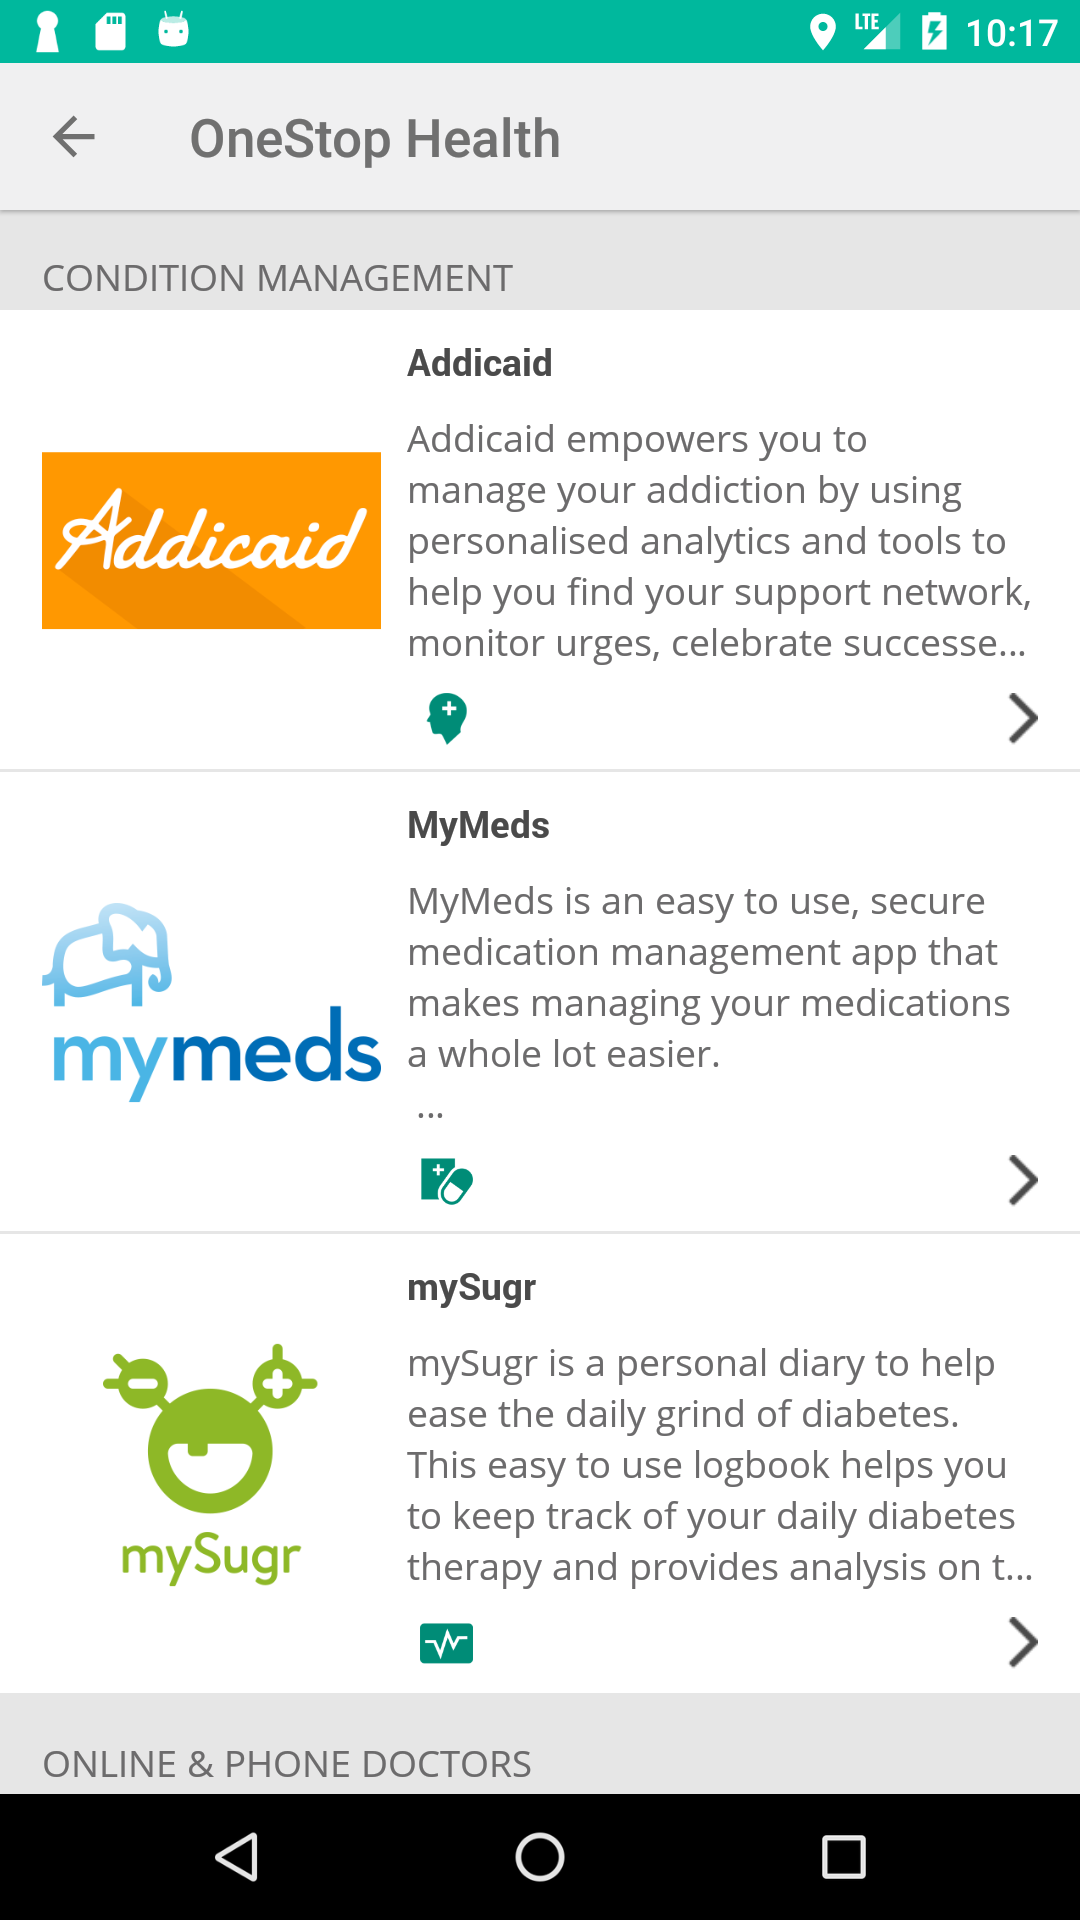 LTE 10:17
OneStop Health
CONDITION MANAGEMENT
Addicaid
Addicaid
Addicaid empowers you to
manage your addiction by using
personalised analytics and tools to
help you find your support network,
monitor urges, celebrate successe...
mymeds
MyMeds
MyMeds is an easy to use, secure
medication management app that
makes managing your medications
a whole lot easier.
...
mySugr
mySugr
mySugr is a personal diary to help
ease the daily grind of diabetes.
This easy to use logbook helps you
to keep track of your daily diabetes
therapy and provides analysis on t...
ONLINE & PHONE DOCTORS